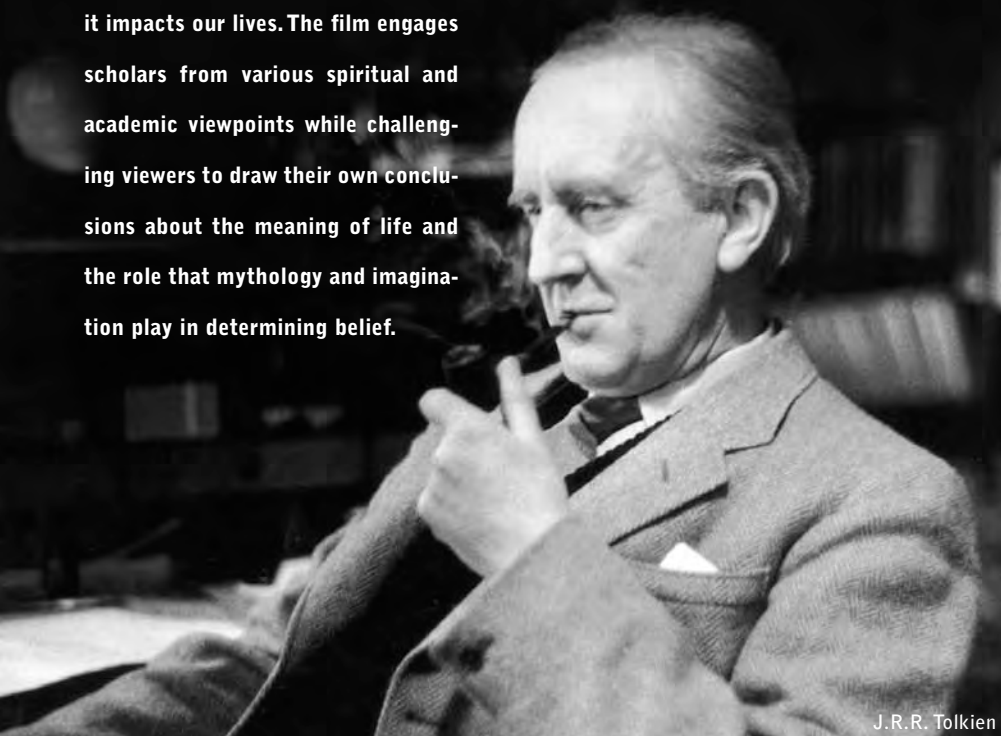 it impacts our lives. The film engages
scholars from various spiritual and
academic viewpoints while challeng-
ing viewers to draw their own conclu-
sions about the meaning of life and
the role that mythology and imagina-
tion play in determining belief.
J.R.R. Tolkien